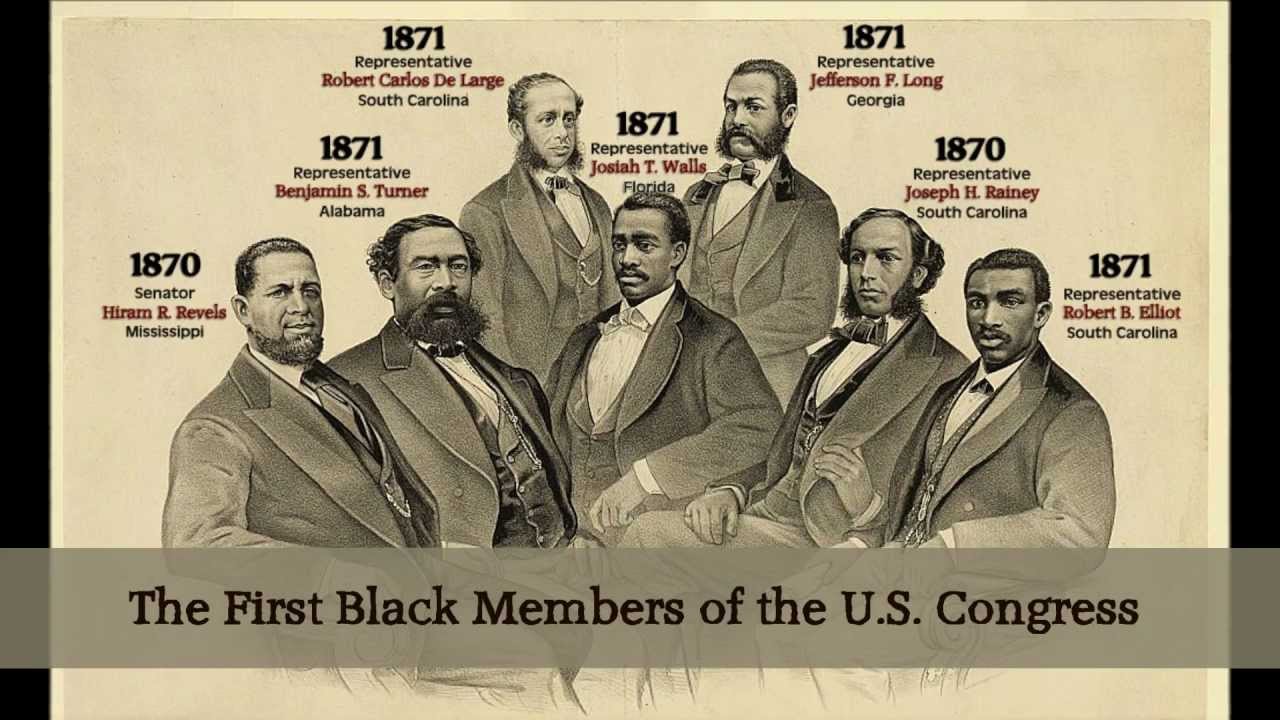 1871
Representative
Robert Carlos De Large
South Carolina
1871
Representative
Jefferson F. Long
Georgia
1871
Representative
Josiah T. Walls
Florida
1871
Representative
Benjamin S. Turner
Alabama
1870
Representative
Joseph H. Rainey
South Carolina
1870
Senator
Hiram R. Revels
Mississippi
1871
Representative
Robert B. Elliot
South Carolina
The First Black Members of the U.S. Congress